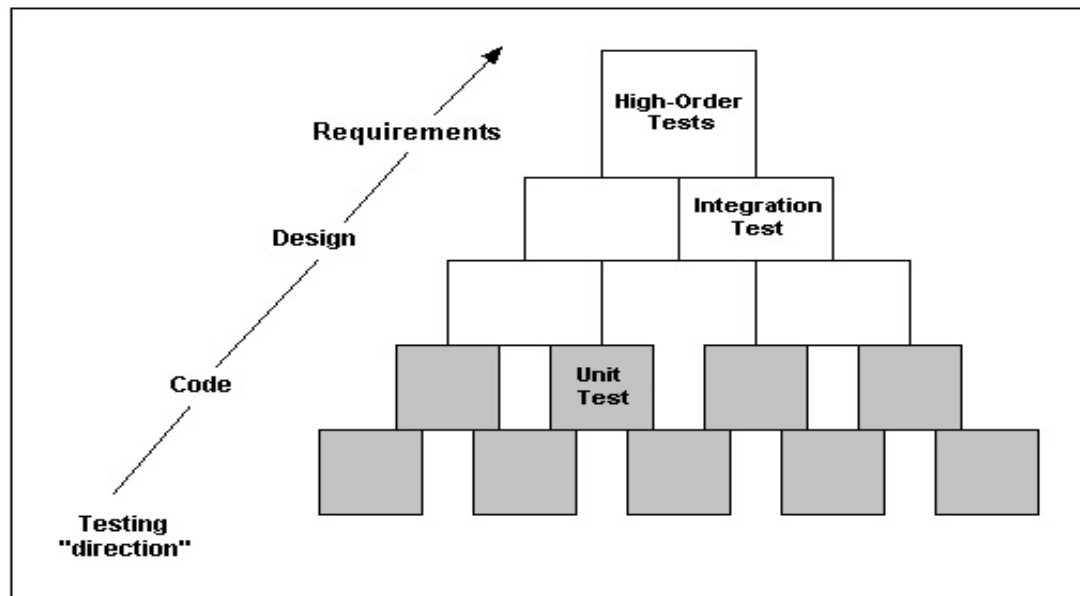 High-Order
Tests
Requirements
Integration
Test
Design
Unit
Test
Code
Testing
"direction"